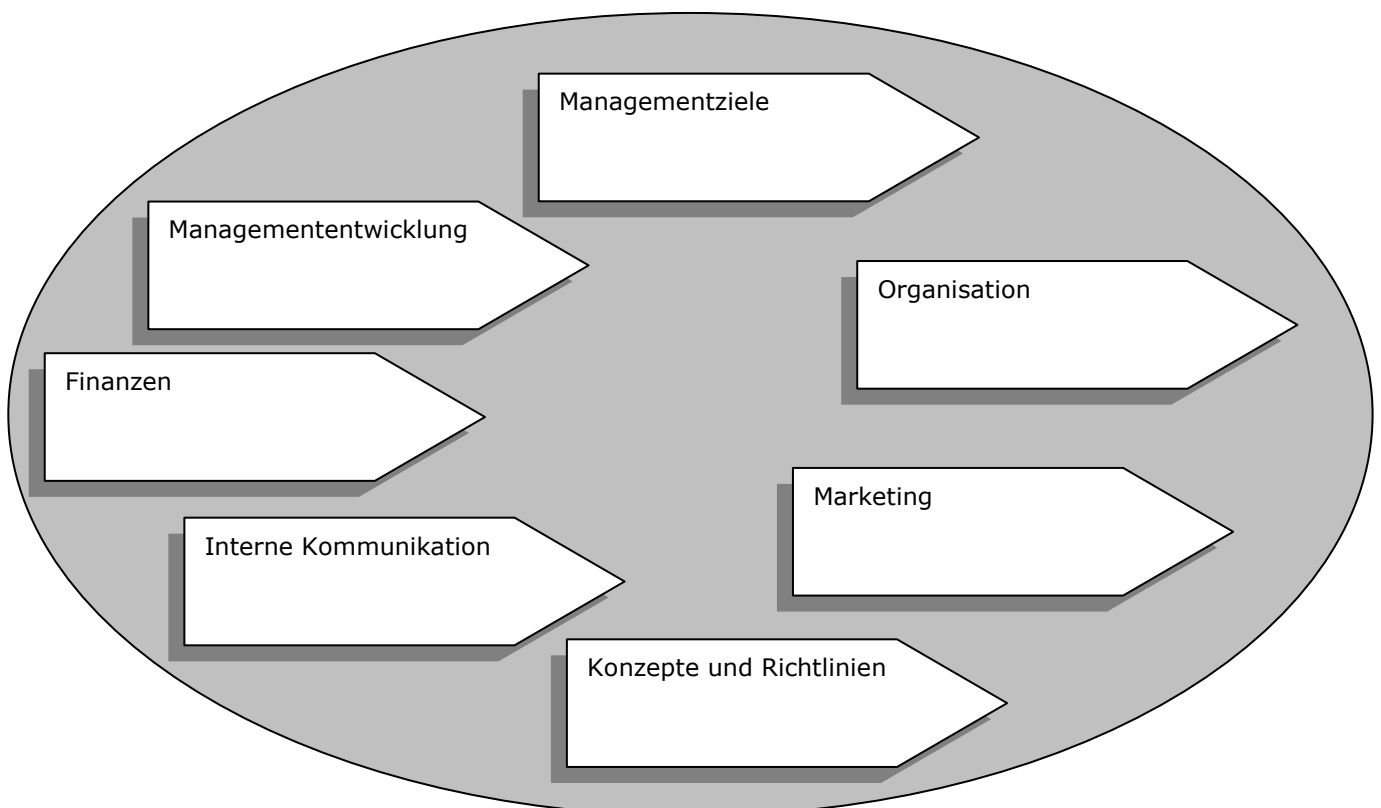 Managementziele
Managemententwicklung
Organisation
Finanzen
Marketing
Interne Kommunikation
Konzepte und Richtlinien